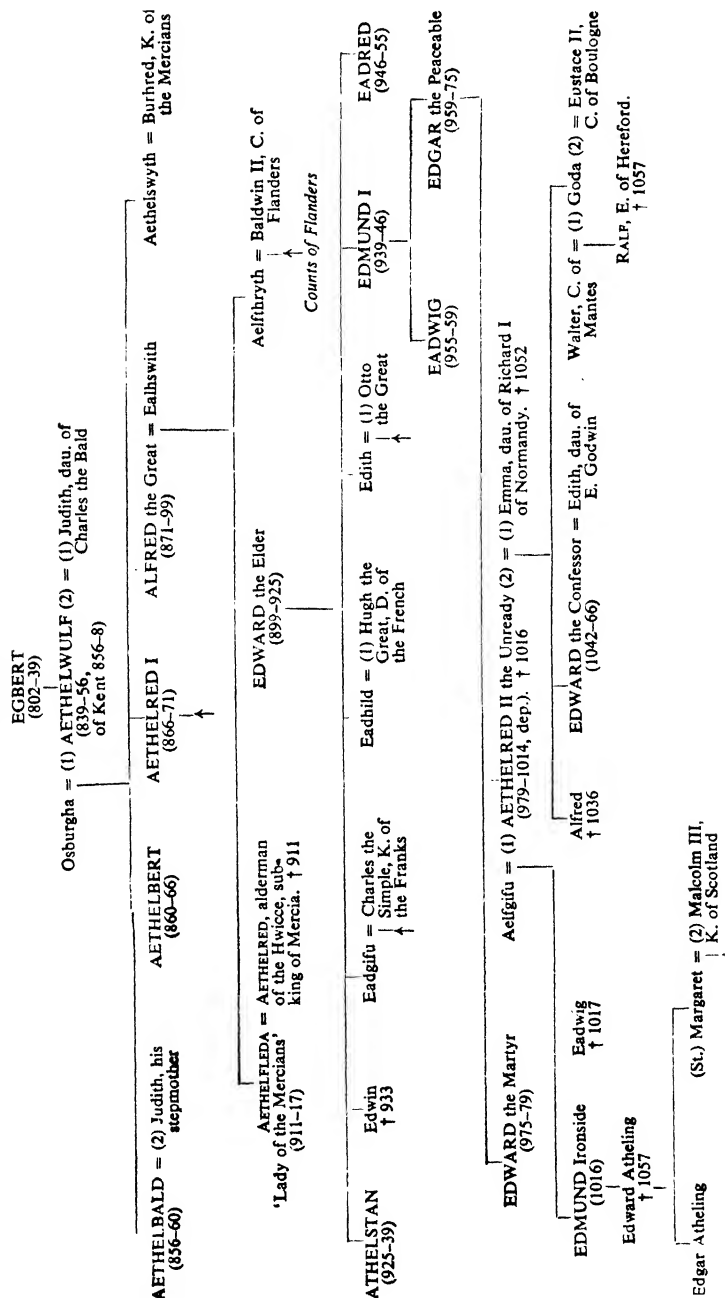 EGBERT
(802–39)
Osburgha = (1) AETHELWULF (2) = (1) Judith, dau. of
(839–56,
Charles the Bald
of Kent 856–8)
AETHELBALD = (2) Judith, his
(856–60)
stepmother
AETHELBERT
(860–66)
AETHELRED I
(866–71)
ALFRED the Great = Ealhswith
(871–99)
Aethelswyth = Burhred, K. of
the Mercians
AETHELFLEDA = AETHELRED, alderman
'Lady of the Mercians'
of the Hwicce, sub-
(911–17)
king of Mercia. † 911
EDWARD the Elder
(899–925)
Aelfthryth = Baldwin II, C. of
Flanders
Counts of Flanders
ATHELSTAN
(925–39)
Edwin
† 933
Eadgifu = Charles the
Simple, K. of
the Franks
Eadhild = (1) Hugh the
Great, D. of
the French
Edith = (1) Otto
the Great
EDMUND I
(939–46)
EADRED
(946–55)
EADWIG
(955–59)
EDGAR the Peaceable
(959–75)
EDWARD the Martyr
(975–79)
Aelfgifu = (1) AETHELRED II the Unready (2) = (1) Emma, dau. of Richard I
(979–1014, dep.). † 1016
of Normandy. † 1052
EDMUND Ironside
(1016)
Eadwig
† 1017
Alfred
† 1036
EDWARD the Confessor = Edith, dau. of
(1042–66)
E. Godwin
Walter, C. of = (1) Goda (2) = Eustace II,
Mantes
C. of Boulogne
RALF, E. of Hereford.
† 1057
Edward Atheling
† 1057
Edgar Atheling
(St.) Margaret = (2) Malcolm III,
K. of Scotland